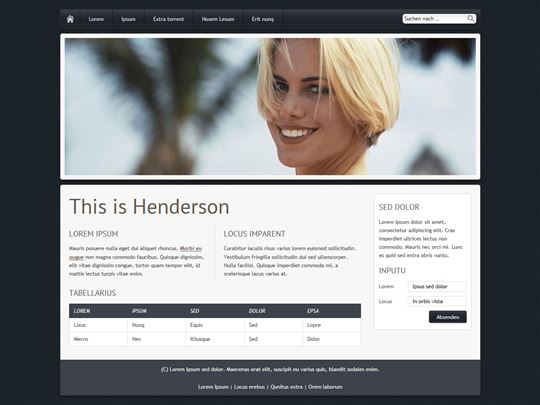 Lorem Ipsum Extra torrent Nosem Lesum Erit nunq Suchen nach ...
This is Henderson
LOREM IPSUM
Mauris posuere nulla eget dui aliquet rhoncus. Morbi eu
augue non magna commodo faucibus. Quisque dignissim,
elit vitae dignissim congue, tortor quam tempor elit, id
mattis lectus turpis vitae enim.
LOCUS IMPARENT
Curabitur iaculis risus varius lorem euismod sollicitudin.
Vestibulum fringilla sollicitudin dui sed ullamcorper.
Nulla facilisi. Quisque imperdiet commodo mi, a
scelerisque lacus varius at.
TABELLARIUS
LOREM IPSUM SED DOLOR EPSA
Lixus Nunq Equis Sed Lopre
Mecro Nec Illiusque Sed Dolor
SED DOLOR
Lorem ipsum dolor sit amet,
consectetur adipiscing elit. Cras
imperdiet ultrices lectus non
commodo. Mauris nec orci mi. Lunc
es quid sed extra obris vuntu.
INPUTU
Lorem Ipsus sed dolor
Locus In orbis vista
Absenden
(C) Lorem Ipsum sed dolor. Maecenas erat elit, suscipit eu varius quis, blandit sodales enim.
Lorem Ipsum | Locus erebus | Qunitus extra | Orem laborum